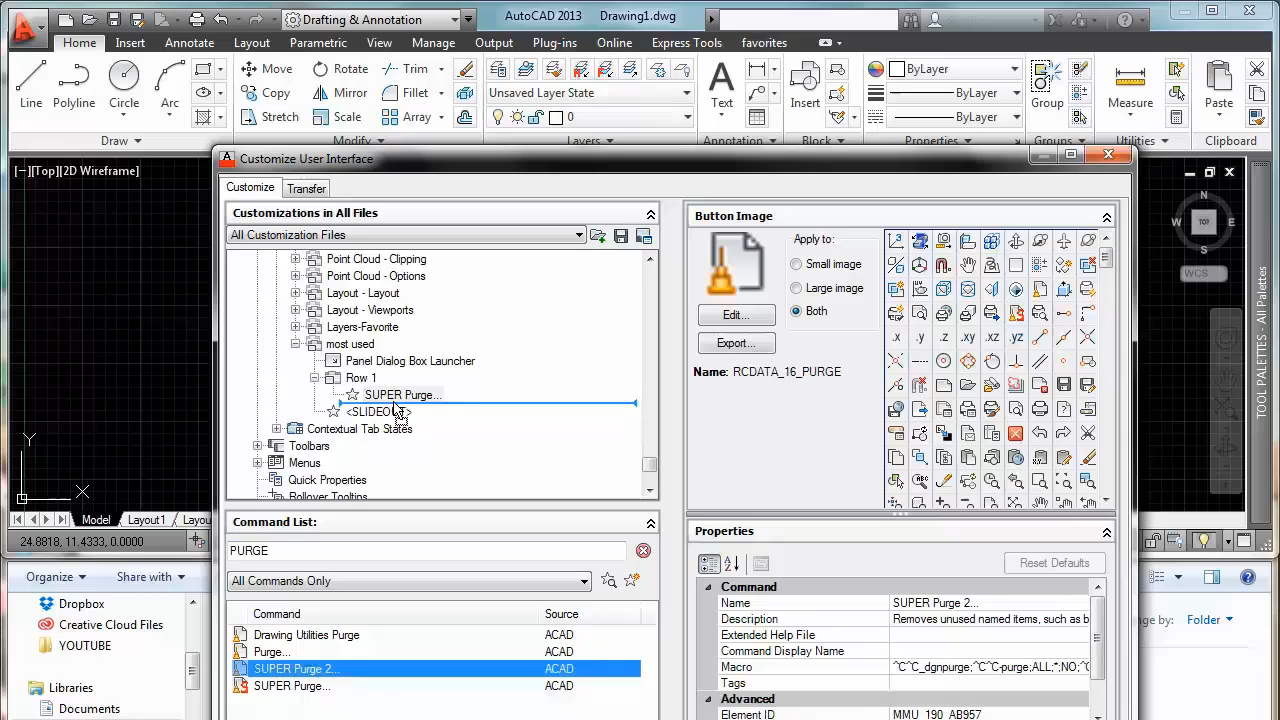 Drafting & Annotation
AutoCAD 2013 Drawing1.dwg
Home Insert Annotate Layout Parametric View Manage Output Plug-ins Online Express Tools favorites
Line Polyline Circle Arc
Move Rotate Trim
Copy Mirror Fillet
Stretch Scale Array
Unsaved Layer State
0
Text Insert
ByLayer
ByLayer
ByLayer
Group Measure Paste
Draw Modify Layers Annotation Block Properties Groups Utilities Clipboard
[−][Top][2D Wireframe]
N
W TOP E
S
WCS
TOOL PALETTES - All Palettes
Customize User Interface
Customize Transfer
Customizations in All Files
All Customization Files
Point Cloud - Clipping
Point Cloud - Options
Layout - Layout
Layout - Viewports
Layers-Favorite
most used
Panel Dialog Box Launcher
Row 1
SUPER Purge...
Contextual Tab States
Toolbars
Menus
Quick Properties
Rollover Tooltips
Button Image
Apply to:
Small image
Large image
Both
Edit...
Export...
Name: RCDATA_16_PURGE
.x .y .z .xy .xz .yz
Command List:
PURGE
All Commands Only
Command Source
Drawing Utilities Purge ACAD
Purge... ACAD
SUPER Purge 2... ACAD
SUPER Purge... ACAD
Properties
Reset Defaults
Command
Name SUPER Purge 2...
Description Removes unused named items, such as b
Extended Help File
Command Display Name
Macro ^C^C_dgnpurge;^C^C-purge;ALL;*;NO;^C
Tags
Advanced
Element ID MMU_190_AB957
Y
X
Model Layout1
24.8818, 11.4333, 0.0000
Organize Share with
Dropbox
Creative Cloud Files
YOUTUBE
Libraries
Documents
ge by: Folder